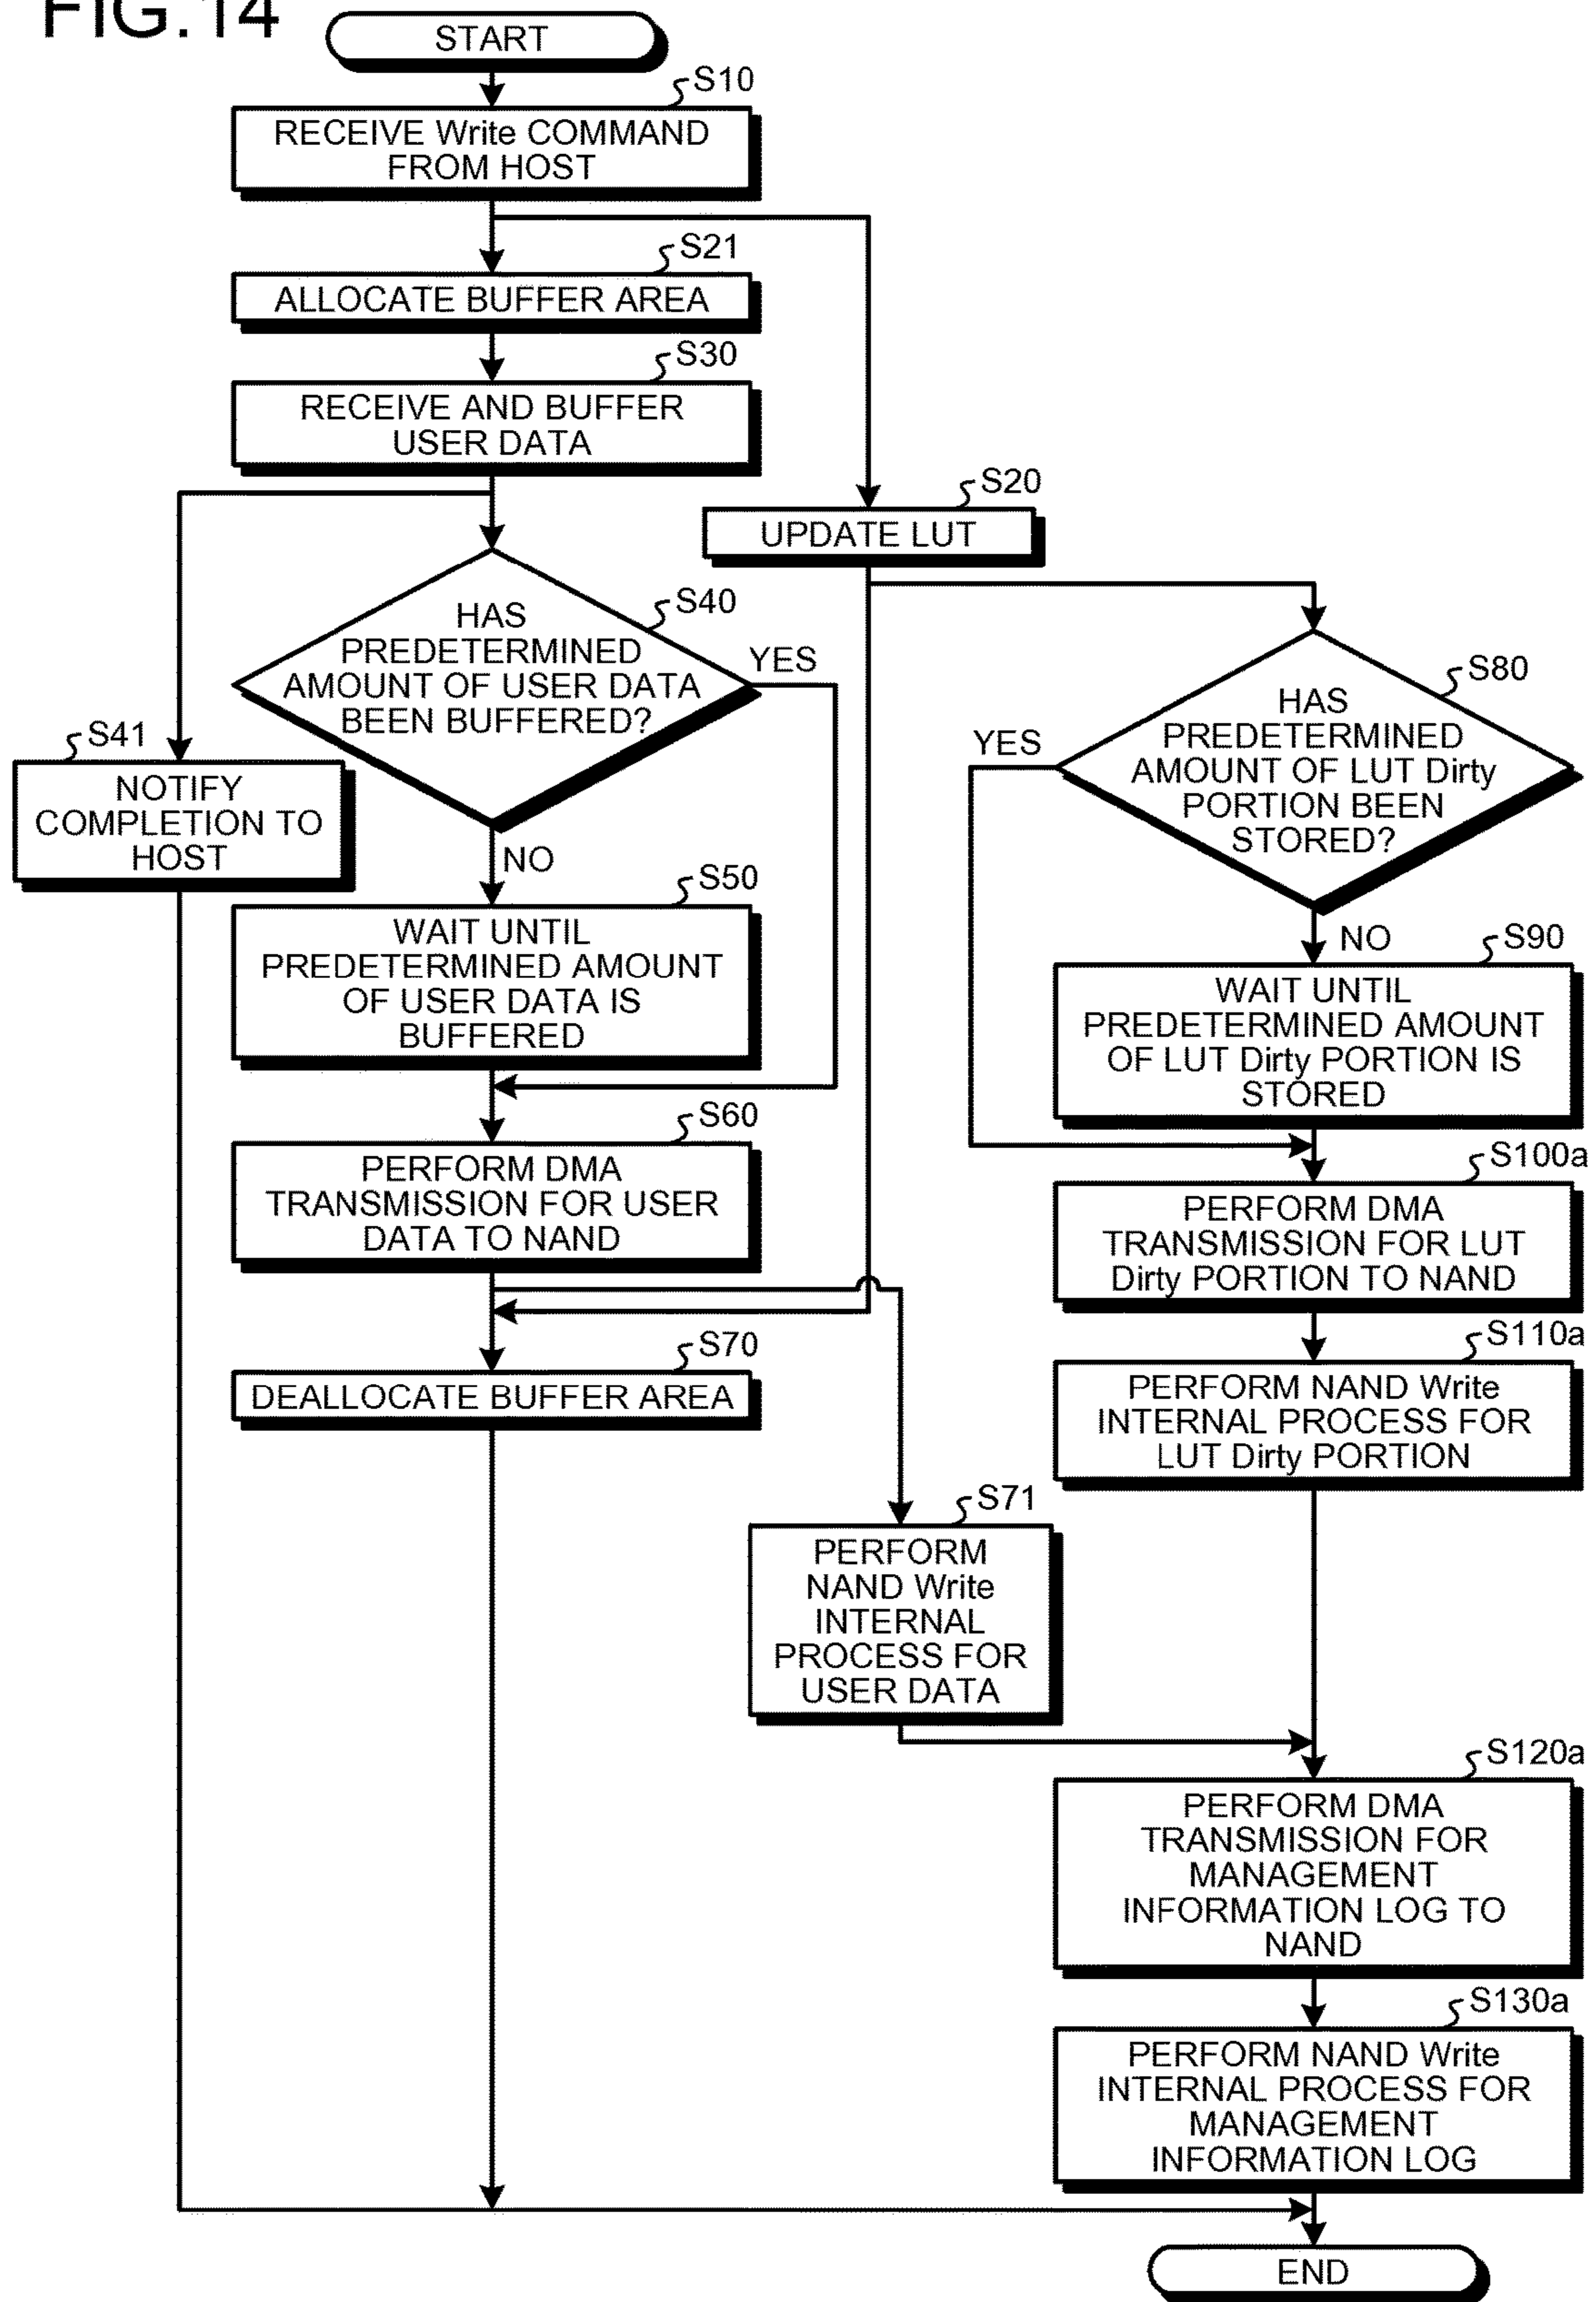 FIG.14
START
S10
RECEIVE Write COMMAND
FROM HOST
S21
ALLOCATE BUFFER AREA
S30
RECEIVE AND BUFFER
USER DATA
S20
UPDATE LUT
S40
HAS
PREDETERMINED
AMOUNT OF USER DATA
BEEN BUFFERED?
YES
NO
S41
NOTIFY
COMPLETION TO
HOST
S50
WAIT UNTIL
PREDETERMINED AMOUNT
OF USER DATA IS
BUFFERED
S60
PERFORM DMA
TRANSMISSION FOR USER
DATA TO NAND
S70
DEALLOCATE BUFFER AREA
S71
PERFORM
NAND Write
INTERNAL
PROCESS FOR
USER DATA
S80
HAS
PREDETERMINED
AMOUNT OF LUT Dirty
PORTION BEEN
STORED?
YES
NO
S90
WAIT UNTIL
PREDETERMINED AMOUNT
OF LUT Dirty PORTION IS
STORED
S100a
PERFORM DMA
TRANSMISSION FOR LUT
Dirty PORTION TO NAND
S110a
PERFORM NAND Write
INTERNAL PROCESS FOR
LUT Dirty PORTION
S120a
PERFORM DMA
TRANSMISSION FOR
MANAGEMENT
INFORMATION LOG TO
NAND
S130a
PERFORM NAND Write
INTERNAL PROCESS FOR
MANAGEMENT
INFORMATION LOG
END